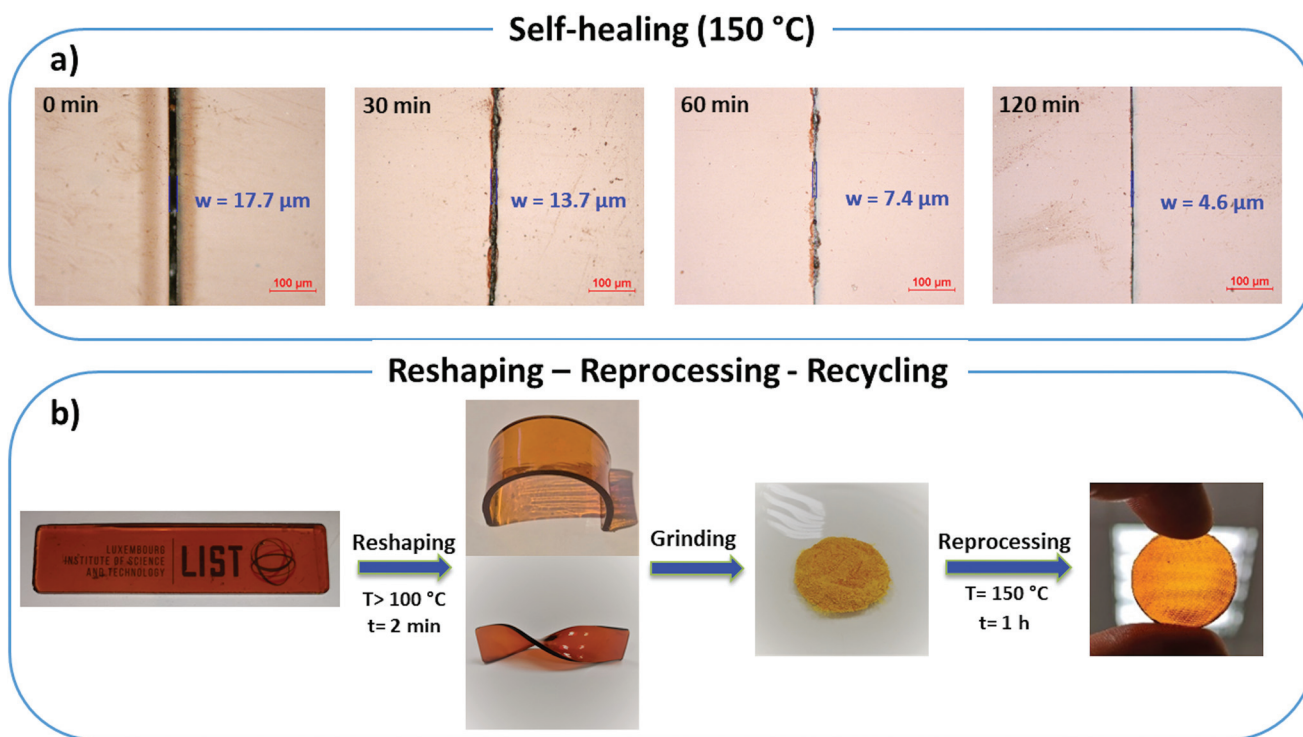 Self-healing (150 °C)
a)
0 min
w = 17.7 µm
100 µm
30 min
w = 13.7 µm
100 µm
60 min
w = 7.4 µm
100 µm
120 min
w = 4.6 µm
100 µm
Reshaping – Reprocessing - Recycling
b)
LUXEMBOURG
INSTITUTE OF SCIENCE
AND TECHNOLOGY
LIST
Reshaping
T> 100 °C
t= 2 min
Grinding
Reprocessing
T= 150 °C
t= 1 h